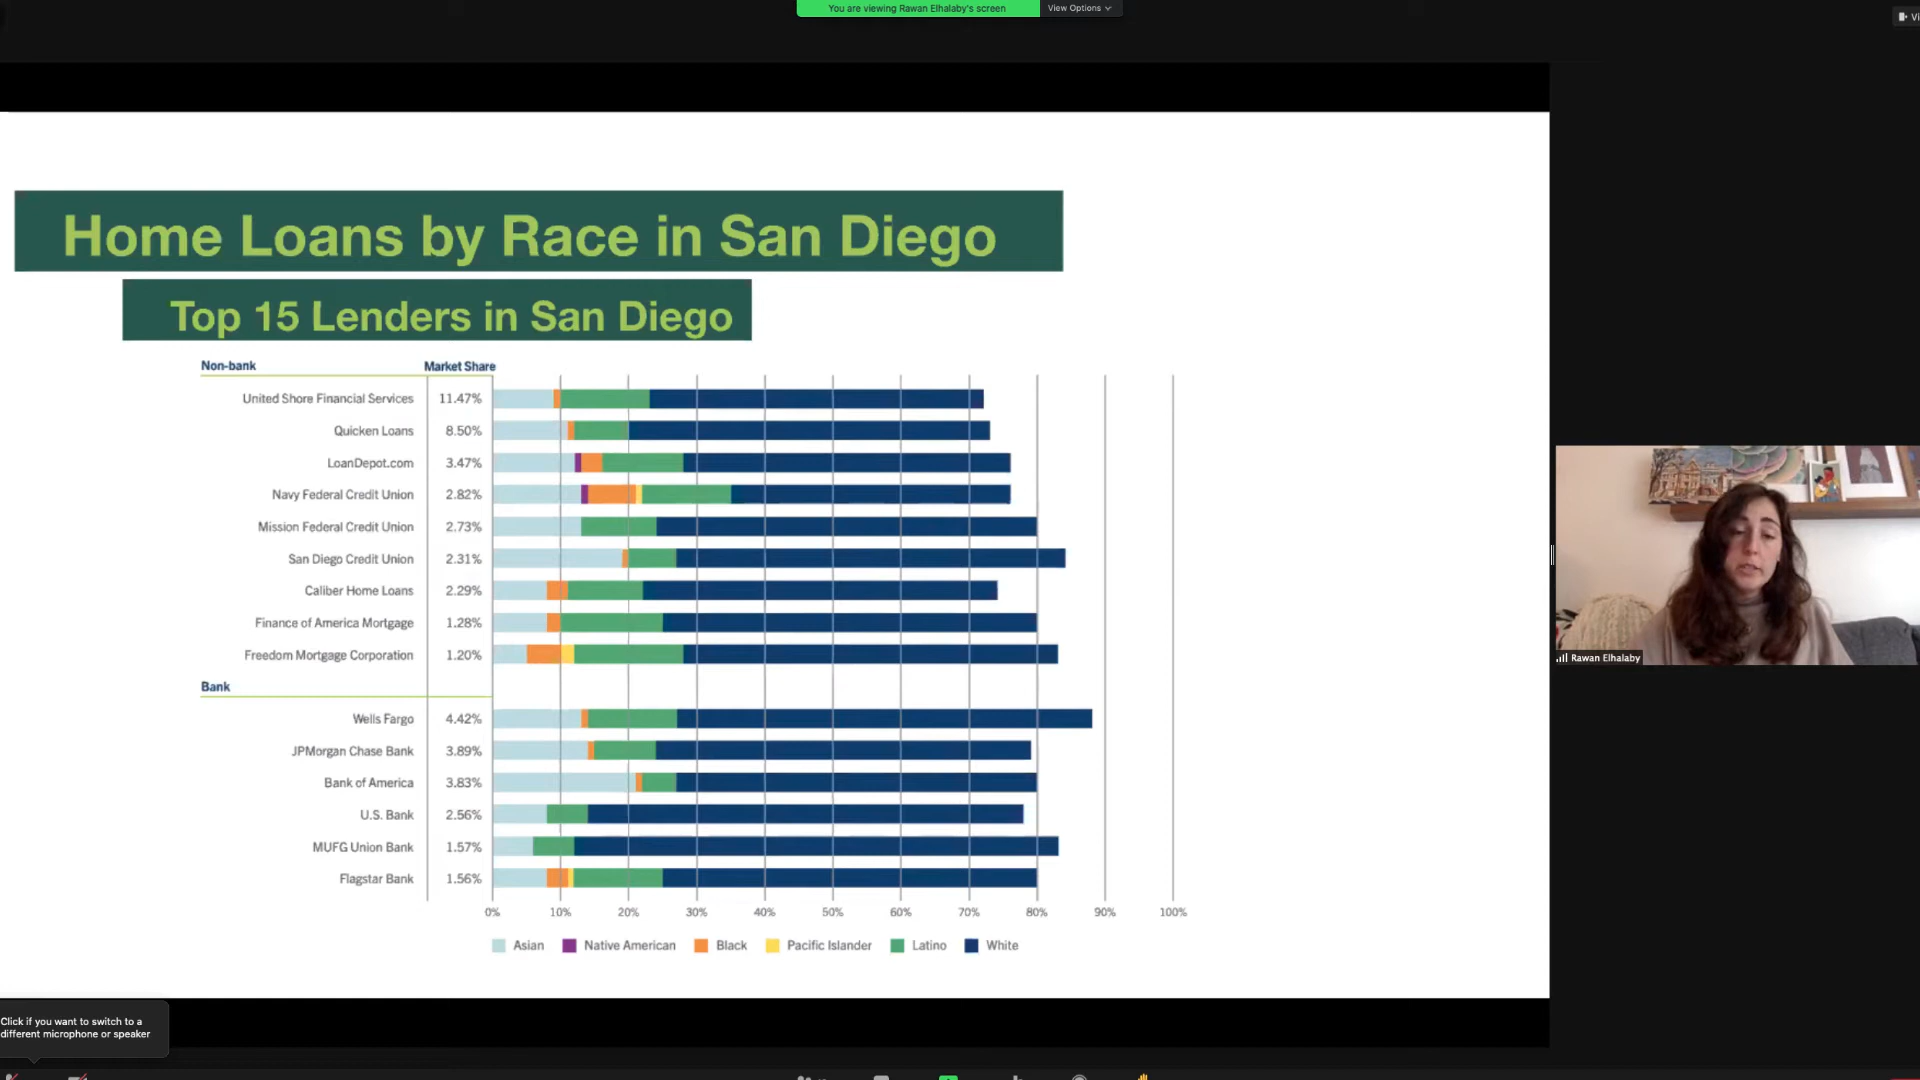 You are viewing Rawan Elhalaby's screen
View Options
Home Loans by Race in San Diego
Top 15 Lenders in San Diego
Non-bank Market Share
United Shore Financial Services 11.47%
Quicken Loans 8.50%
LoanDepot.com 3.47%
Navy Federal Credit Union 2.82%
Mission Federal Credit Union 2.73%
San Diego Credit Union 2.31%
Caliber Home Loans 2.29%
Finance of America Mortgage 1.28%
Freedom Mortgage Corporation 1.20%
Bank
Wells Fargo 4.42%
JPMorgan Chase Bank 3.89%
Bank of America 3.83%
U.S. Bank 2.56%
MUFG Union Bank 1.57%
Flagstar Bank 1.56%
0% 10% 20% 30% 40% 50% 60% 70% 80% 90% 100%
Asian Native American Black Pacific Islander Latino White
Rawan Elhalaby
Click if you want to switch to a
different microphone or speaker